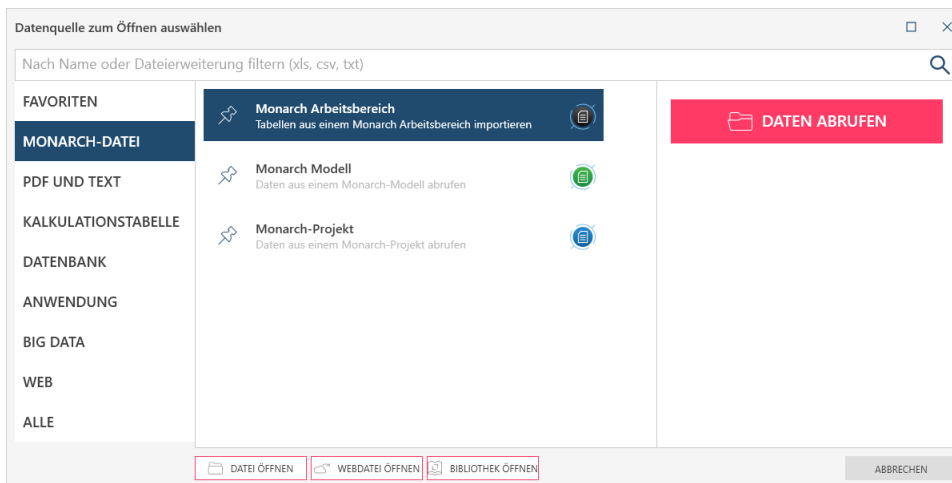 Datenquelle zum Öffnen auswählen
Nach Name oder Dateierweiterung filtern (xls, csv, txt)
FAVORITEN
MONARCH-DATEI
PDF UND TEXT
KALKULATIONSTABELLE
DATENBANK
ANWENDUNG
BIG DATA
WEB
ALLE
Monarch Arbeitsbereich
Tabellen aus einem Monarch Arbeitsbereich importieren
Monarch Modell
Daten aus einem Monarch-Modell abrufen
Monarch-Projekt
Daten aus einem Monarch-Projekt abrufen
DATEN ABRUFEN
DATEI ÖFFNEN
WEBDATEI ÖFFNEN
BIBLIOTHEK ÖFFNEN
ABBRECHEN